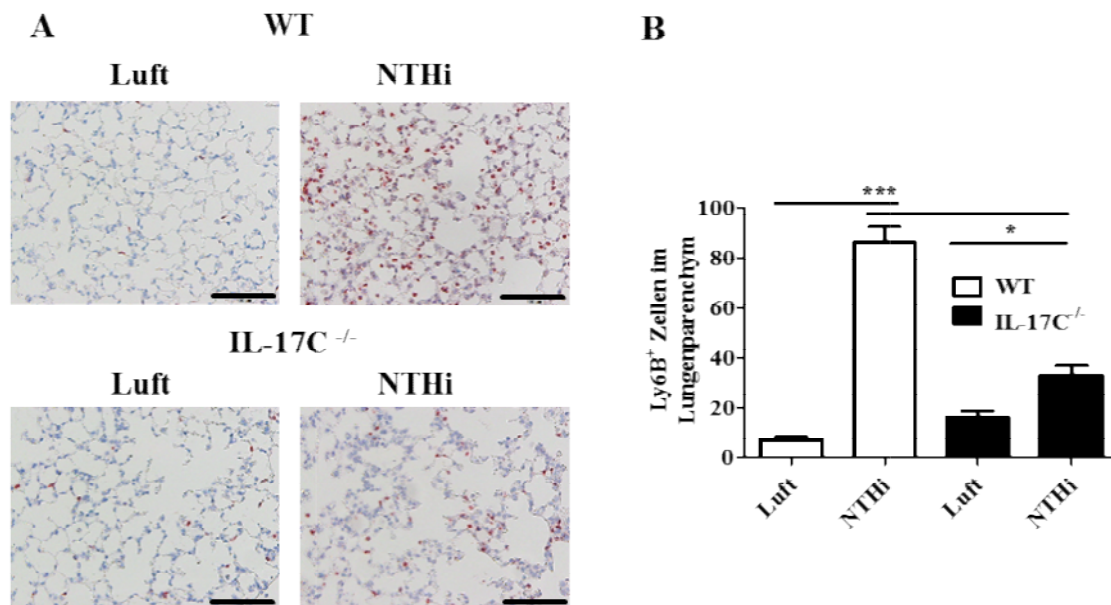 A
WT
Luft
NTHi
IL-17C -/-
Luft
NTHi
B
***
*
100
80
60
40
20
0
Ly6B+ Zellen im
Lungenparenchym
WT
IL-17C-/-
Luft
NTHi
Luft
NTHi